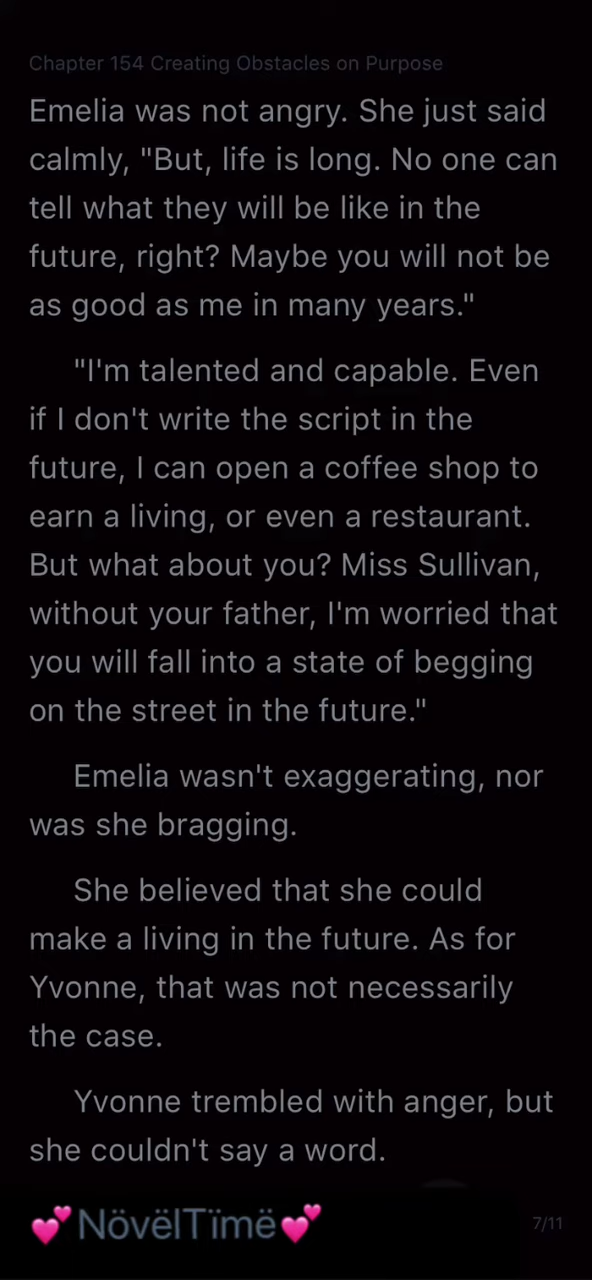 Chapter 154 Creating Obstacles on Purpose
Emelia was not angry. She just said
calmly, "But, life is long. No one can
tell what they will be like in the
future, right? Maybe you will not be
as good as me in many years."
"I'm talented and capable. Even
if I don't write the script in the
future, I can open a coffee shop to
earn a living, or even a restaurant.
But what about you? Miss Sullivan,
without your father, I'm worried that
you will fall into a state of begging
on the street in the future."
Emelia wasn't exaggerating, nor
was she bragging.
She believed that she could
make a living in the future. As for
Yvonne, that was not necessarily
the case.
Yvonne trembled with anger, but
she couldn't say a word.
💕NövëlTïmë💕
7/11